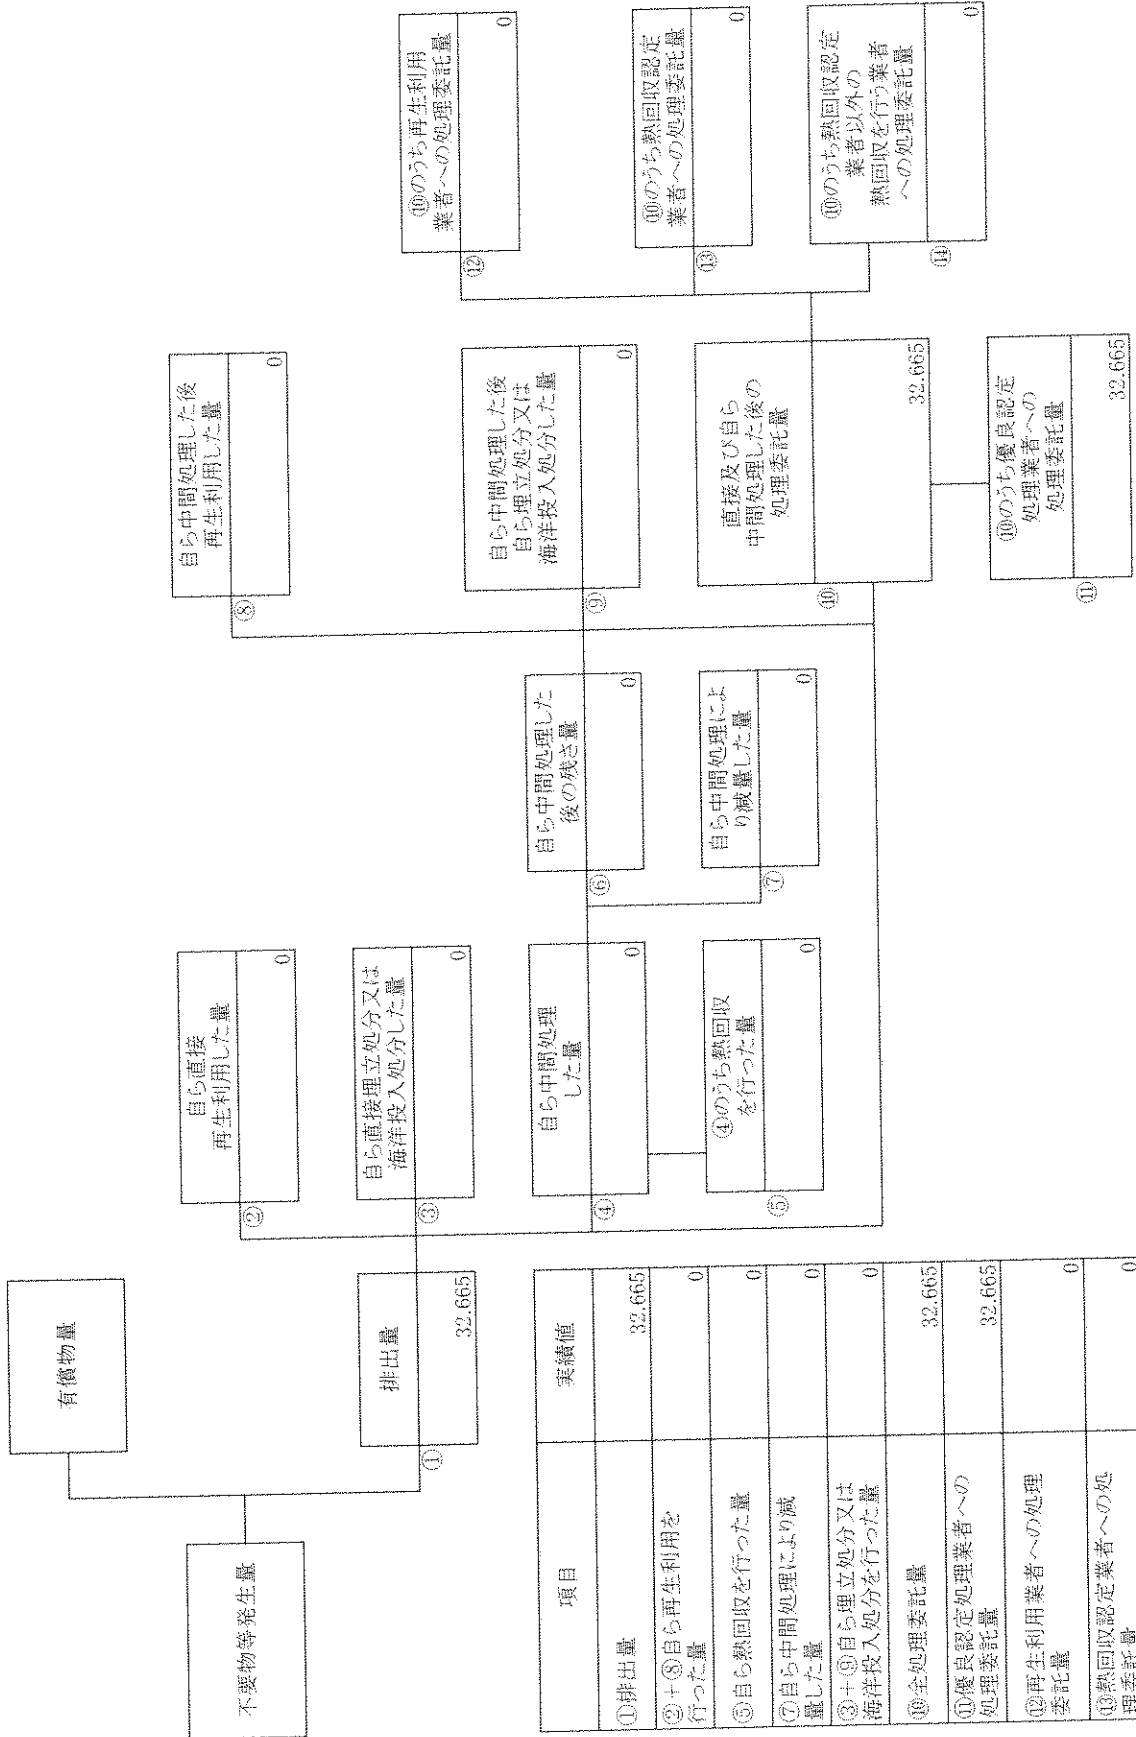 有償物量
不要物等発生量
排出量
①
32.665
自ら直接
再生利用した量
②
0
自ら直接埋立処分又は
海洋投入処分した量
③
0
自ら中間処理
した量
④
0
④のうち熱回収
を行った量
⑤
0
自ら中間処理した
後の残さ量
⑥
0
自ら中間処理によ
り減量した量
⑦
0
自ら中間処理した後
再生利用した量
⑧
0
自ら中間処理した後
自ら埋立処分又は
海洋投入処分した量
⑨
0
直接及び自ら
中間処理した後の
処理委託量
⑩
32.665
⑩のうち優良認定
処理業者への
処理委託量
⑪
32.665
⑩のうち再生利用
業者への処理委託量
⑫
0
⑩のうち熱回収認定
業者への処理委託量
⑬
0
⑩のうち熱回収認定
業者以外の
熱回収を行う業者
への処理委託量
⑭
0
項目 実績値
①排出量 32.665
②+⑧自ら再生利用を
行った量 0
⑤自ら熱回収を行った量 0
⑦自ら中間処理により減
量した量 0
③+⑨自ら埋立処分又は
海洋投入処分を行った量 0
⑩全処理委託量 32.665
⑪優良認定処理業者への
処理委託量 32.665
⑫再生利用業者への処理
委託量 0
⑬熱回収認定業者への処
理委託量 0